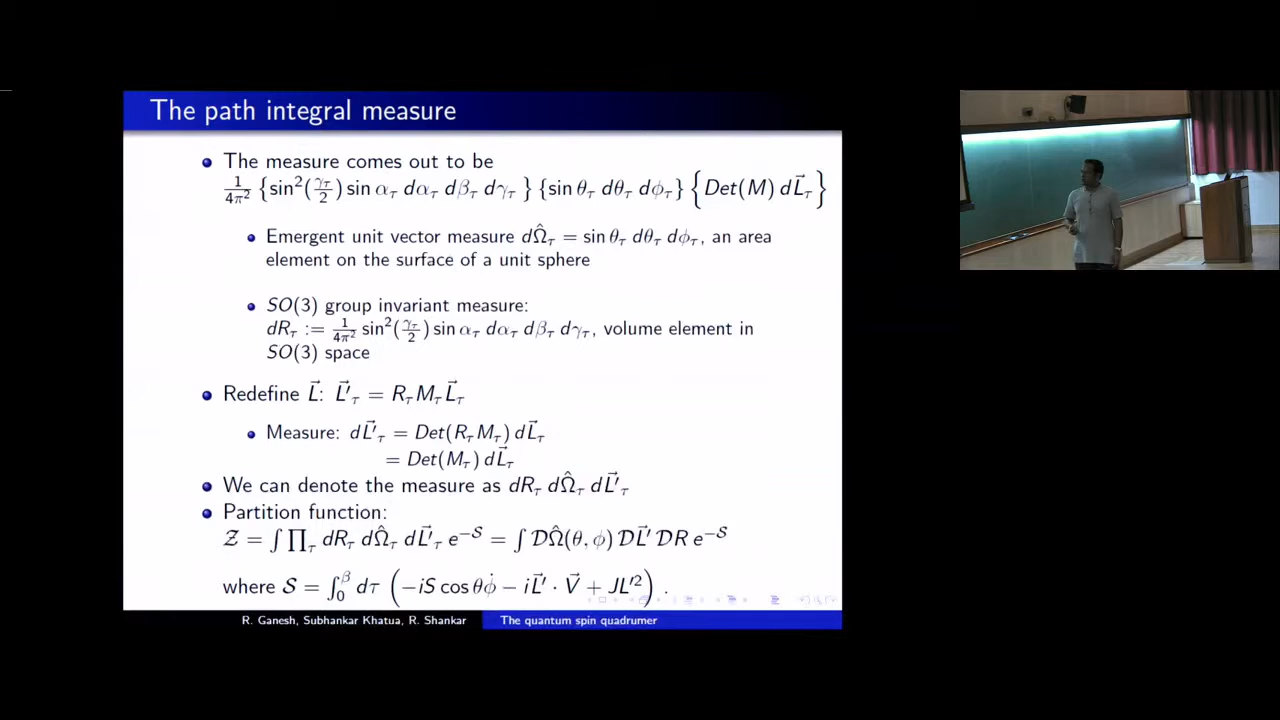 The path integral measure
The measure comes out to be
1/4π² {sin²(γτ/2) sin ατ dατ dβτ dγτ } {sin θτ dθτ dϕτ} {Det(M) dL⃗τ}
Emergent unit vector measure dΩ̂τ = sin θτ dθτ dϕτ, an area
element on the surface of a unit sphere
SO(3) group invariant measure:
dRτ := 1/4π² sin²(γτ/2) sin ατ dατ dβτ dγτ, volume element in
SO(3) space
Redefine L⃗: L⃗′τ = RτMτL⃗τ
Measure: dL⃗′τ = Det(RτMτ) dL⃗τ
= Det(Mτ) dL⃗τ
We can denote the measure as dRτ dΩ̂τ dL⃗′τ
Partition function:
𝒵 = ∫ ∏τ dRτ dΩ̂τ dL⃗′τ e^−𝒮 = ∫ 𝒟Ω̂(θ, ϕ) 𝒟L⃗′ 𝒟R e^−𝒮
where 𝒮 = ∫₀^β dτ (−iS cos θϕ̇ − iL⃗′ · V⃗ + JL′²) .
R. Ganesh, Subhankar Khatua, R. Shankar
The quantum spin quadrumer